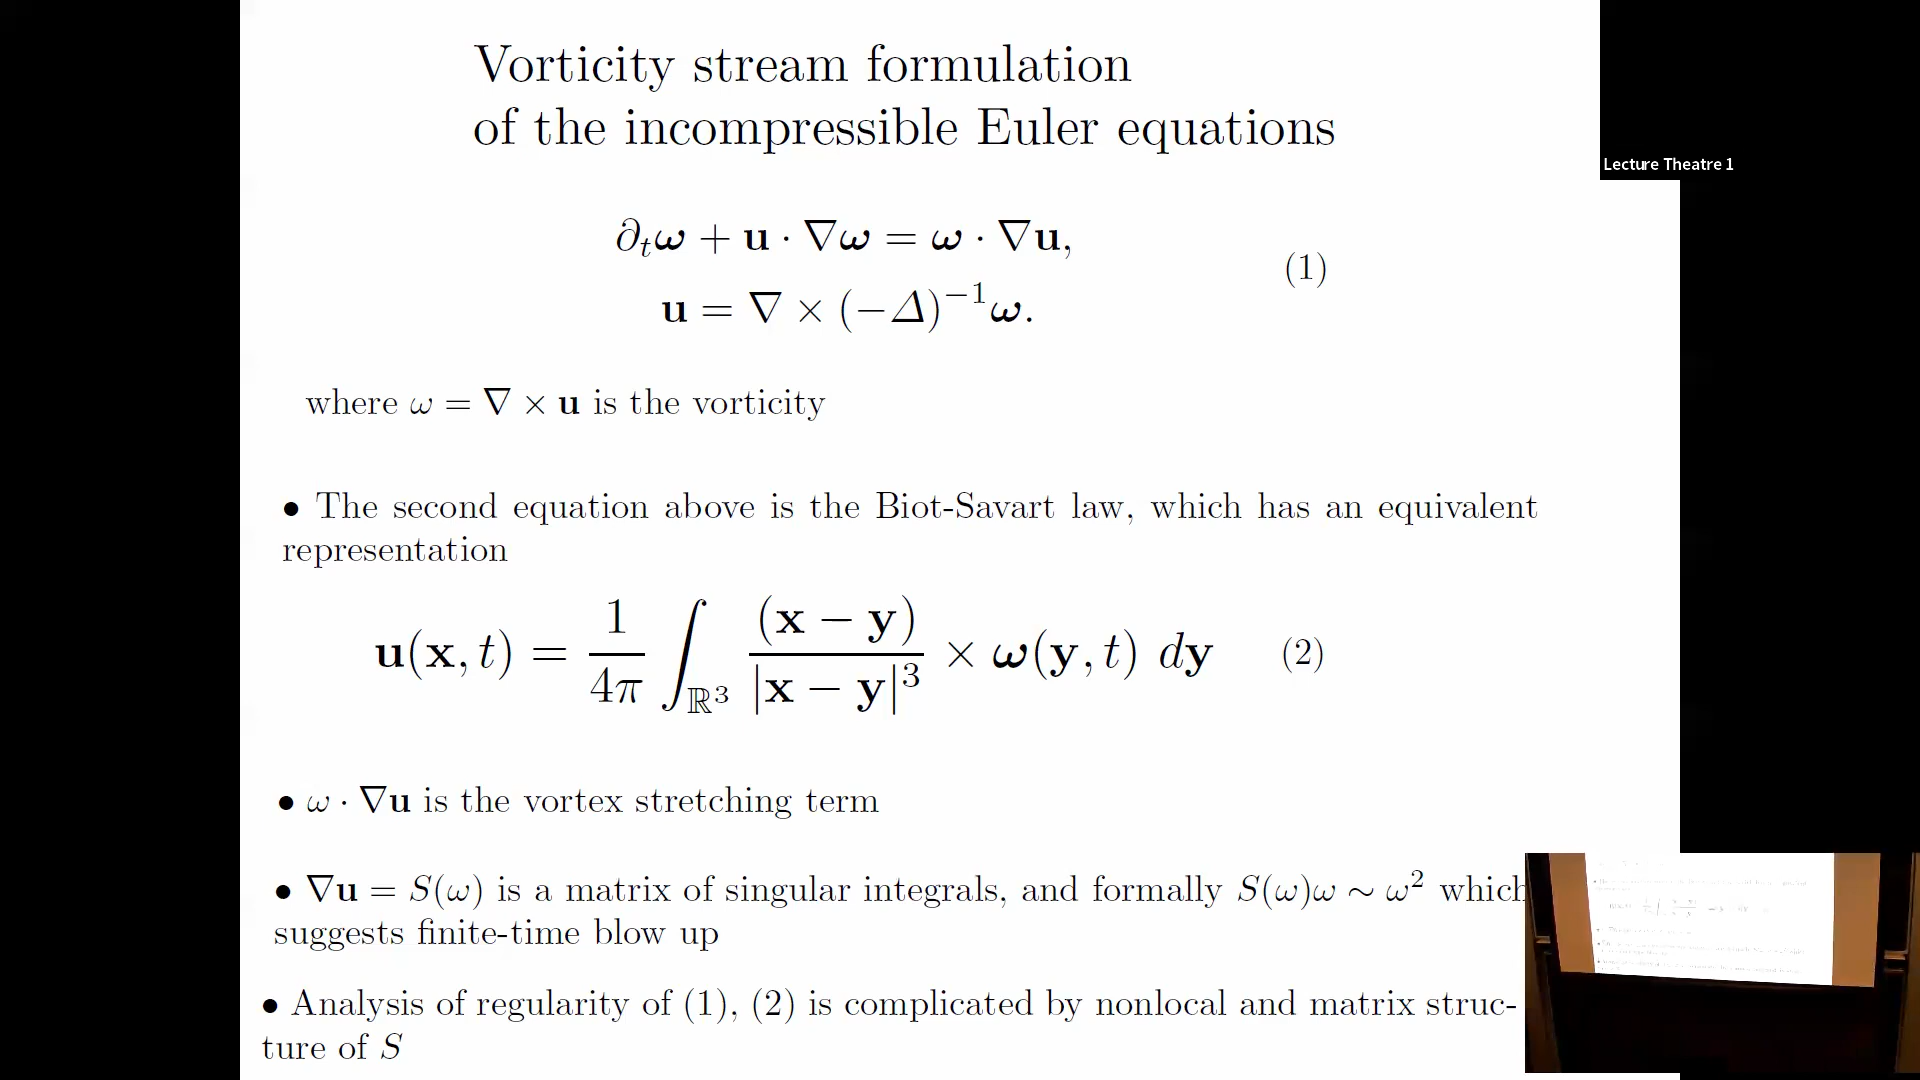 Vorticity stream formulation
of the incompressible Euler equations
Lecture Theatre 1
∂ₜ𝝎 + 𝐮 · ∇𝝎 = 𝝎 · ∇𝐮,
(1)
𝐮 = ∇ × (−Δ)⁻¹𝝎.
where ω = ∇ × 𝐮 is the vorticity
• The second equation above is the Biot-Savart law, which has an equivalent
representation
𝐮(𝐱, t) = 1/4π ∫_ℝ³ (𝐱 − 𝐲)/|𝐱 − 𝐲|³ × 𝝎(𝐲, t) d𝐲 (2)
• ω · ∇𝐮 is the vortex stretching term
• ∇𝐮 = S(ω) is a matrix of singular integrals, and formally S(ω)ω ∼ ω² which
suggests finite-time blow up
• Analysis of regularity of (1), (2) is complicated by nonlocal and matrix struc-
ture of S